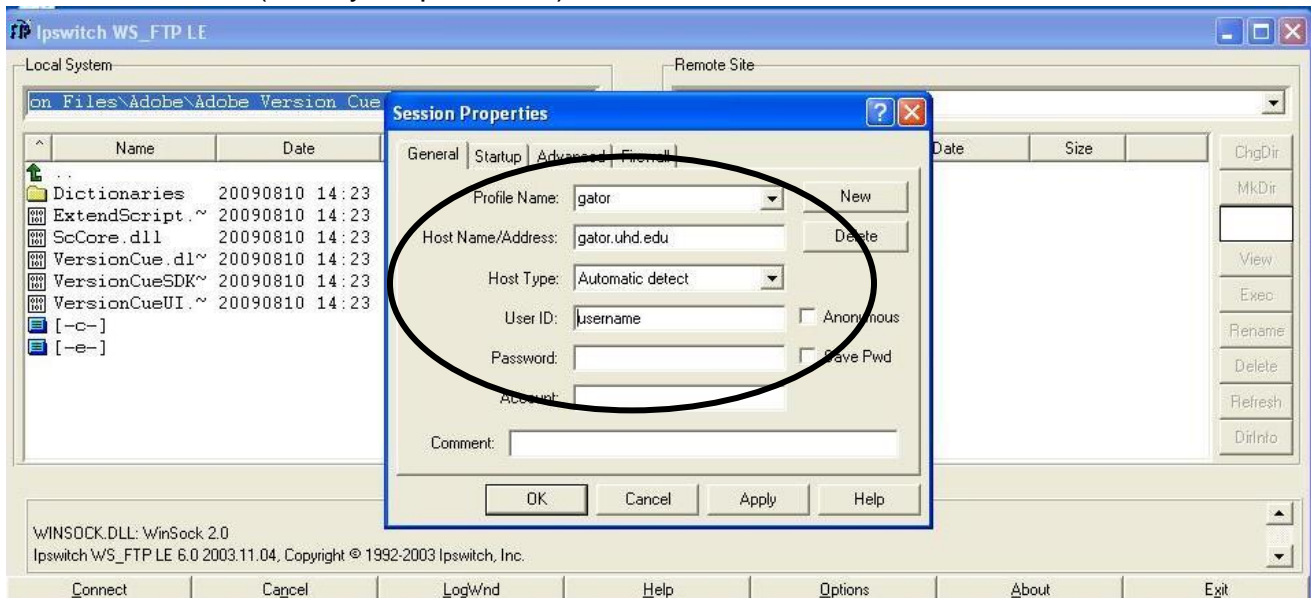 Ipswitch WS_FTP LE
Local System
Remote Site
on Files\Adobe\Adobe Version Cue
^ Name Date
Date Size
..
Dictionaries 20090810 14:23
ExtendScript.~ 20090810 14:23
ScCore.dll 20090810 14:23
VersionCue.dl~ 20090810 14:23
VersionCueSDK~ 20090810 14:23
VersionCueUI.~ 20090810 14:23
[-c-]
[-e-]
Session Properties
General Startup Advanced Firewall
Profile Name: gator New
Host Name/Address: gator.uhd.edu Delete
Host Type: Automatic detect
User ID: username Anonymous
Password: Save Pwd
Account:
Comment:
OK Cancel Apply Help
ChgDir
MkDir
View
Exec
Rename
Delete
Refresh
DirInfo
WINSOCK.DLL: WinSock 2.0
Ipswitch WS_FTP LE 6.0 2003.11.04, Copyright © 1992-2003 Ipswitch, Inc.
Connect Cancel LogWnd Help Options About Exit